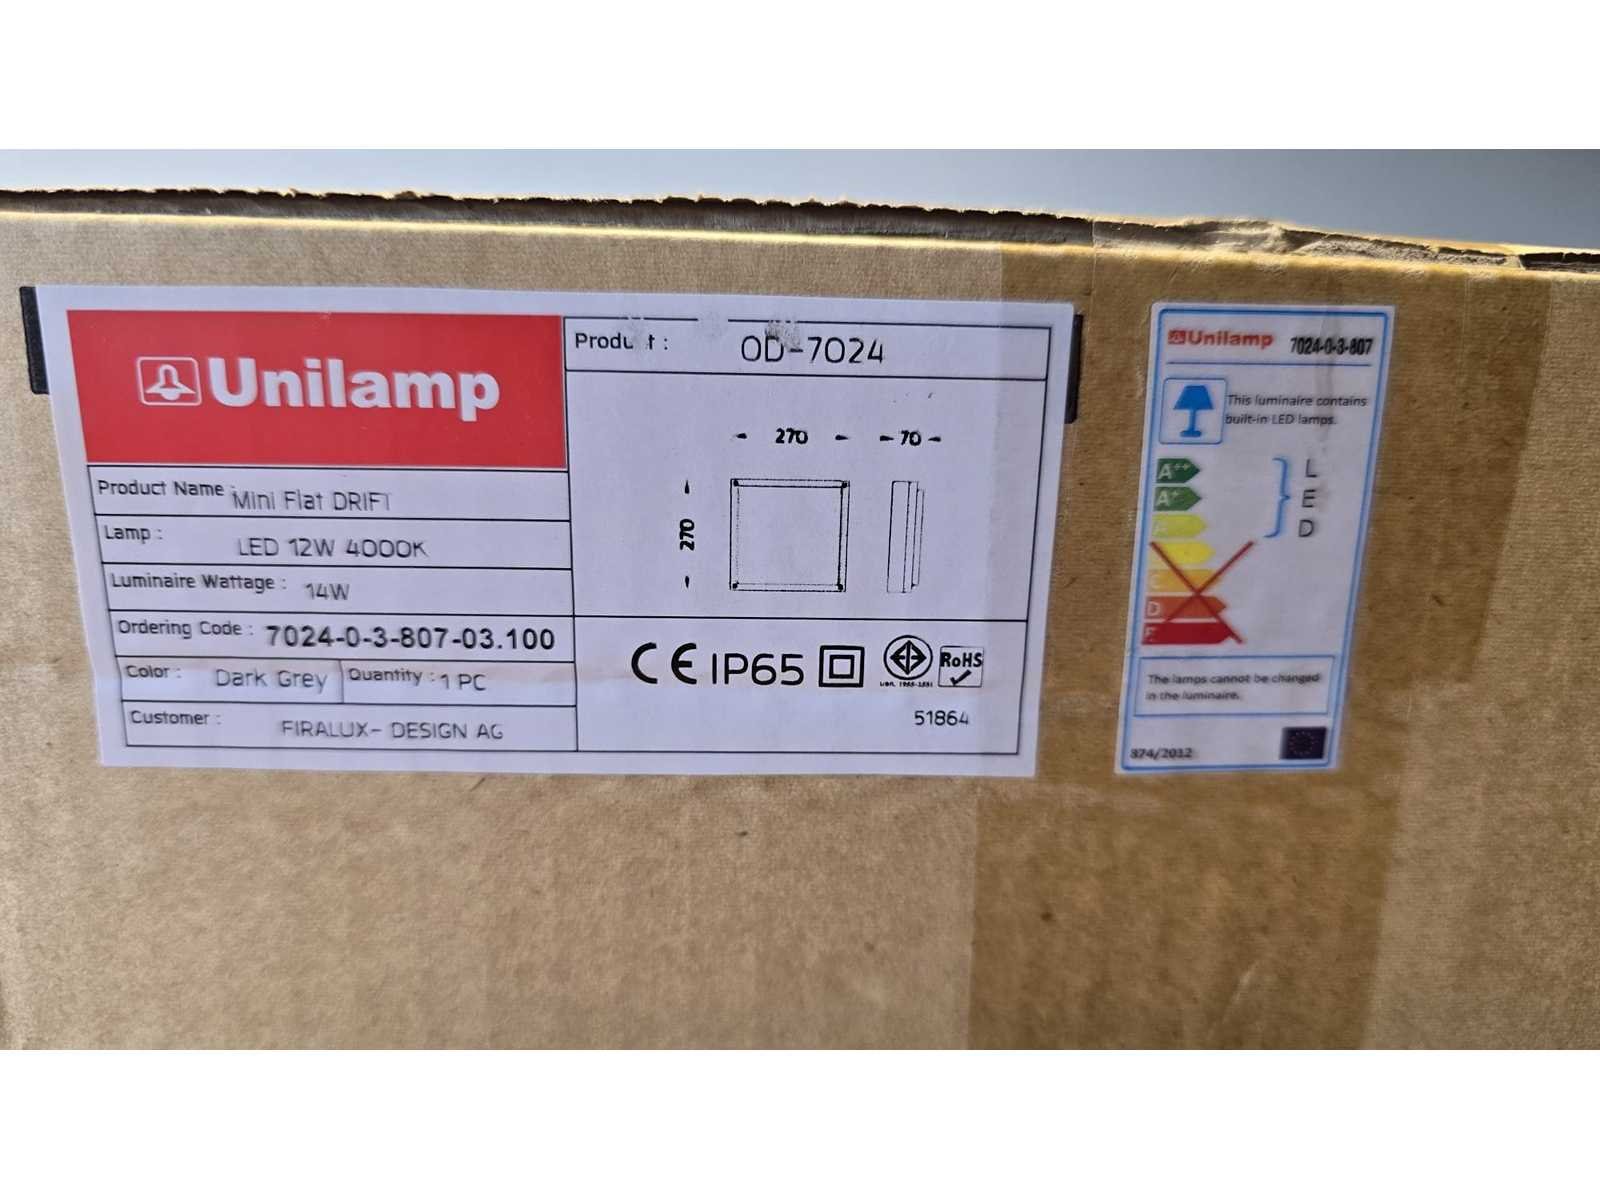 Unilamp
Product Name : Mini Flat DRIFT
Lamp : LED 12W 4000K
Luminaire Wattage : 14W
Ordering Code : 7024-0-3-807-03.100
Color : Dark Grey Quantity : 1 PC
Customer : FIRALUX- DESIGN AG
Product : OD-7024
270 70
270
CE IP65 RoHS
51864
Unilamp 7024-0-3-807
This luminaire contains
built-in LED lamps.
A++ L
A+ E
A D
C
D
E
The lamps cannot be changed
in the luminaire.
874/2012